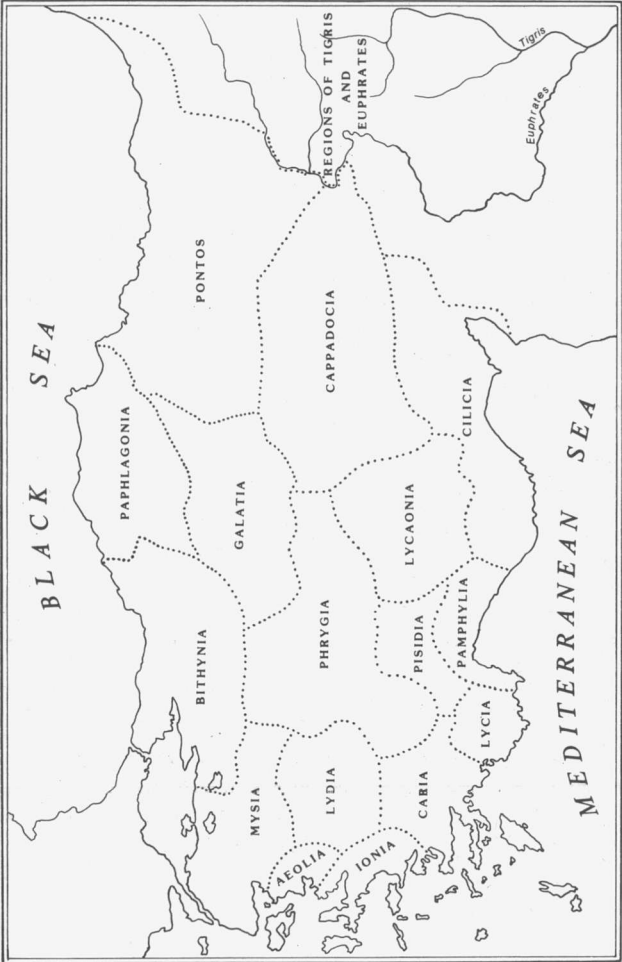 BLACK SEA
PONTOS
PAPHLAGONIA
BITHYNIA
GALATIA
CAPPADOCIA
REGIONS OF TIGRIS
AND
EUPHRATES
Tigris
Euphrates
MYSIA
PHRYGIA
LYCAONIA
CILICIA
AEOLIA
LYDIA
IONIA
CARIA
PISIDIA
PAMPHYLIA
LYCIA
MEDITERRANEAN SEA